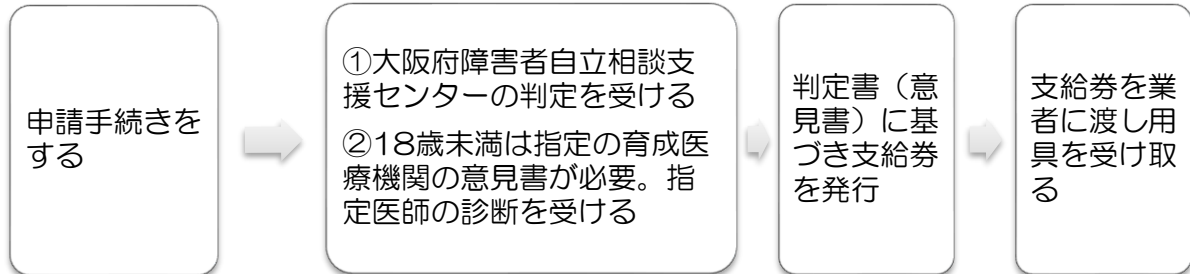 申請手続きを
する
①大阪府障害者自立相談支
援センターの判定を受ける
②18歳未満は指定の育成医
療機関の意見書が必要。指
定医師の診断を受ける
判定書（意
見書）に基
づき支給券
を発行
支給券を業
者に渡し用
具を受け取
る